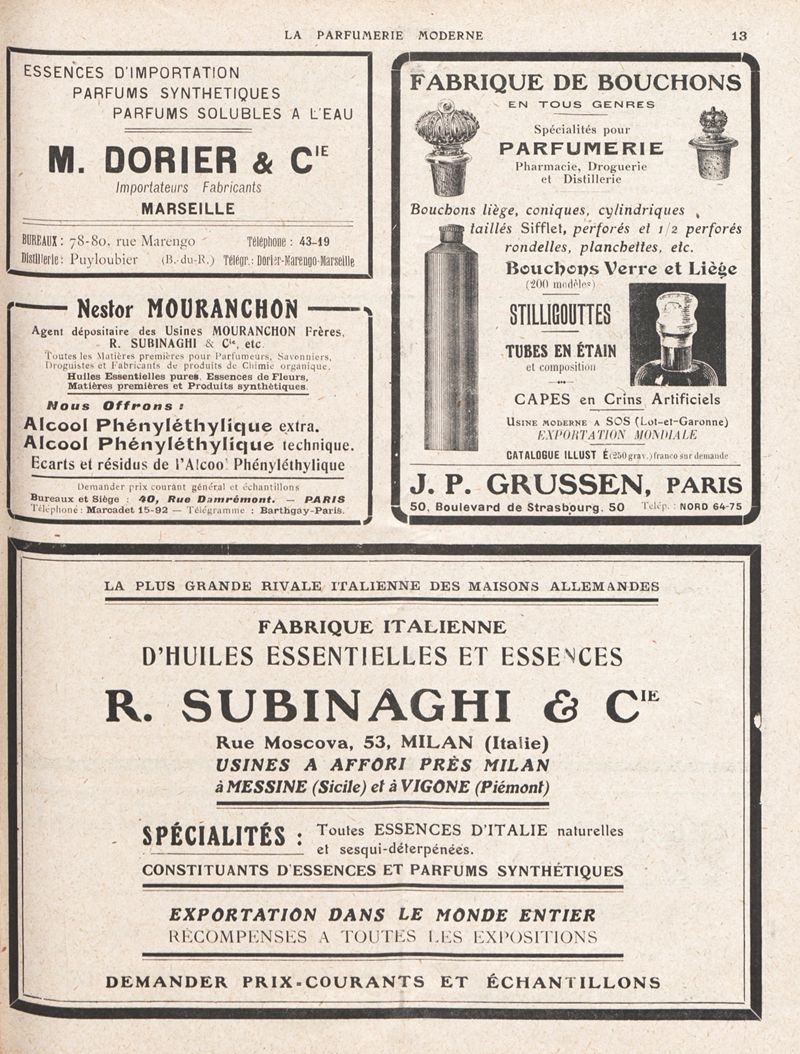 LA PARFUMERIE MODERNE 13
ESSENCES D'IMPORTATION
PARFUMS SYNTHETIQUES
PARFUMS SOLUBLES A L'EAU
M. DORIER & CIE
Importateurs Fabricants
MARSEILLE
BUREAUX : 78-80, rue Marengo Téléphone : 43-19
Distillerie : Puyloubier (B.-du-R.) Télégr. : Dorier-Marengo-Marseille
Nestor MOURANCHON
Agent dépositaire des Usines MOURANCHON Frères,
R. SUBINAGHI & Cie, etc.
Toutes les Matières premières pour Parfumeurs, Savonniers,
Droguistes et Fabricants de produits de Chimie organique.
Huiles Essentielles pures, Essences de Fleurs,
Matières premières et Produits synthétiques.
Nous Offrons :
Alcool Phényléthylique extra.
Alcool Phényléthylique technique.
Ecarts et résidus de l'Alcool Phényléthylique
Demander prix courant général et échantillons
Bureaux et Siège : 40, Rue Damrémont. — PARIS
Téléphone : Marcadet 15-92 — Télégramme : Barthgay-Paris.
FABRIQUE DE BOUCHONS
EN TOUS GENRES
Spécialités pour
PARFUMERIE
Pharmacie, Droguerie
et Distillerie
Bouchons liège, coniques, cylindriques,
taillés Sifflet, perforés et 1/2 perforés
rondelles, planchettes, etc.
Bouchons Verre et Liège
(200 modèles)
STILLIGOUTTES
TUBES EN ÉTAIN
et composition
CAPES en Crins Artificiels
USINE MODERNE A SOS (Lot-et-Garonne)
EXPORTATION MONDIALE
CATALOGUE ILLUST É (250 grav.) franco sur demande
J. P. GRUSSEN, PARIS
50, Boulevard de Strasbourg, 50 Telép. : NORD 64-75
LA PLUS GRANDE RIVALE ITALIENNE DES MAISONS ALLEMANDES
FABRIQUE ITALIENNE
D'HUILES ESSENTIELLES ET ESSENCES
R. SUBINAGHI & CIE
Rue Moscova, 53, MILAN (Italie)
USINES A AFFORI PRÈS MILAN
à MESSINE (Sicile) et à VIGONE (Piémont)
SPÉCIALITÉS : Toutes ESSENCES D'ITALIE naturelles
et sesqui-déterpénées.
CONSTITUANTS D'ESSENCES ET PARFUMS SYNTHÉTIQUES
EXPORTATION DANS LE MONDE ENTIER
RÉCOMPENSES A TOUTES LES EXPOSITIONS
DEMANDER PRIX-COURANTS ET ÉCHANTILLONS